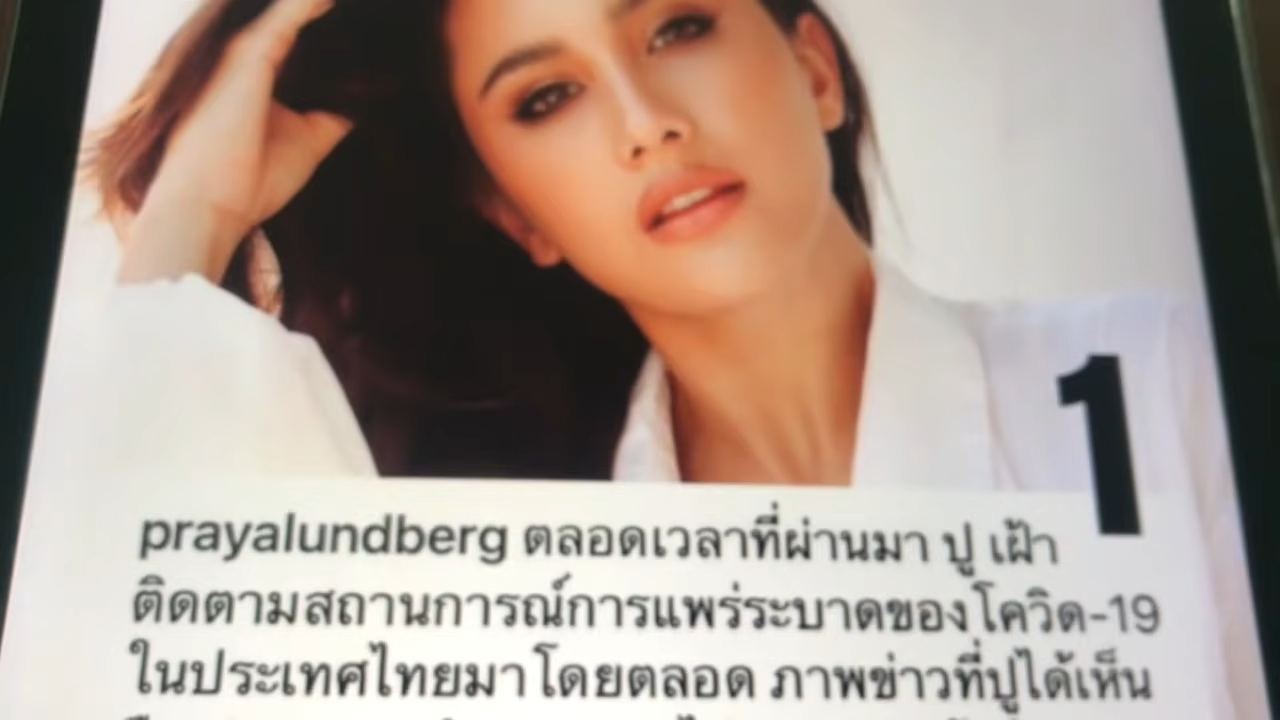 1
prayalundberg ตลอดเวลาที่ผ่านมา ปู เฝ้า
ติดตามสถานการณ์การแพร่ระบาดของโควิด-19
ในประเทศไทยมาโดยตลอด ภาพข่าวที่ปูได้เห็น